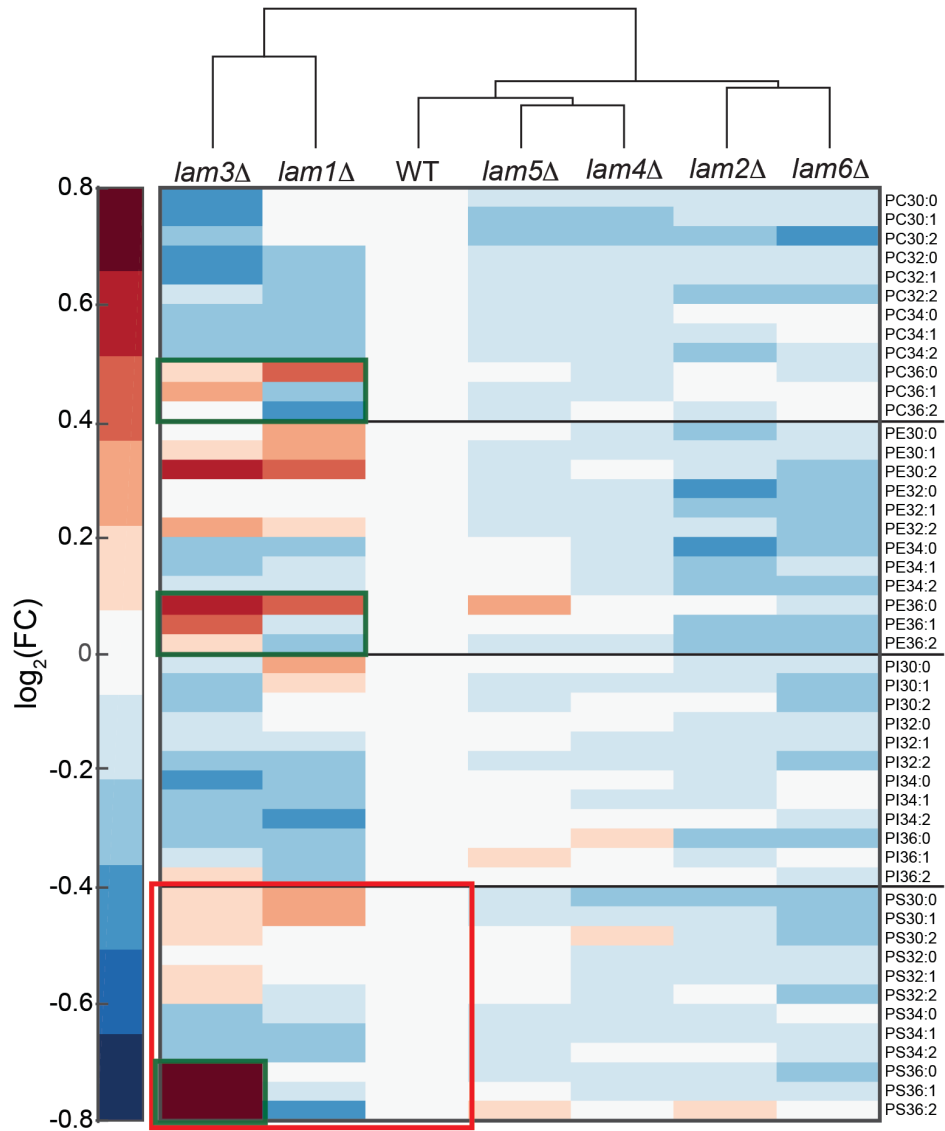 lam3Δ lam1Δ WT lam5Δ lam4Δ lam2Δ lam6Δ
0.8
0.6
0.4
0.2
0
-0.2
-0.4
-0.6
-0.8
log2(FC)
PC30:0
PC30:1
PC30:2
PC32:0
PC32:1
PC32:2
PC34:0
PC34:1
PC34:2
PC36:0
PC36:1
PC36:2
PE30:0
PE30:1
PE30:2
PE32:0
PE32:1
PE32:2
PE34:0
PE34:1
PE34:2
PE36:0
PE36:1
PE36:2
PI30:0
PI30:1
PI30:2
PI32:0
PI32:1
PI32:2
PI34:0
PI34:1
PI34:2
PI36:0
PI36:1
PI36:2
PS30:0
PS30:1
PS30:2
PS32:0
PS32:1
PS32:2
PS34:0
PS34:1
PS34:2
PS36:0
PS36:1
PS36:2